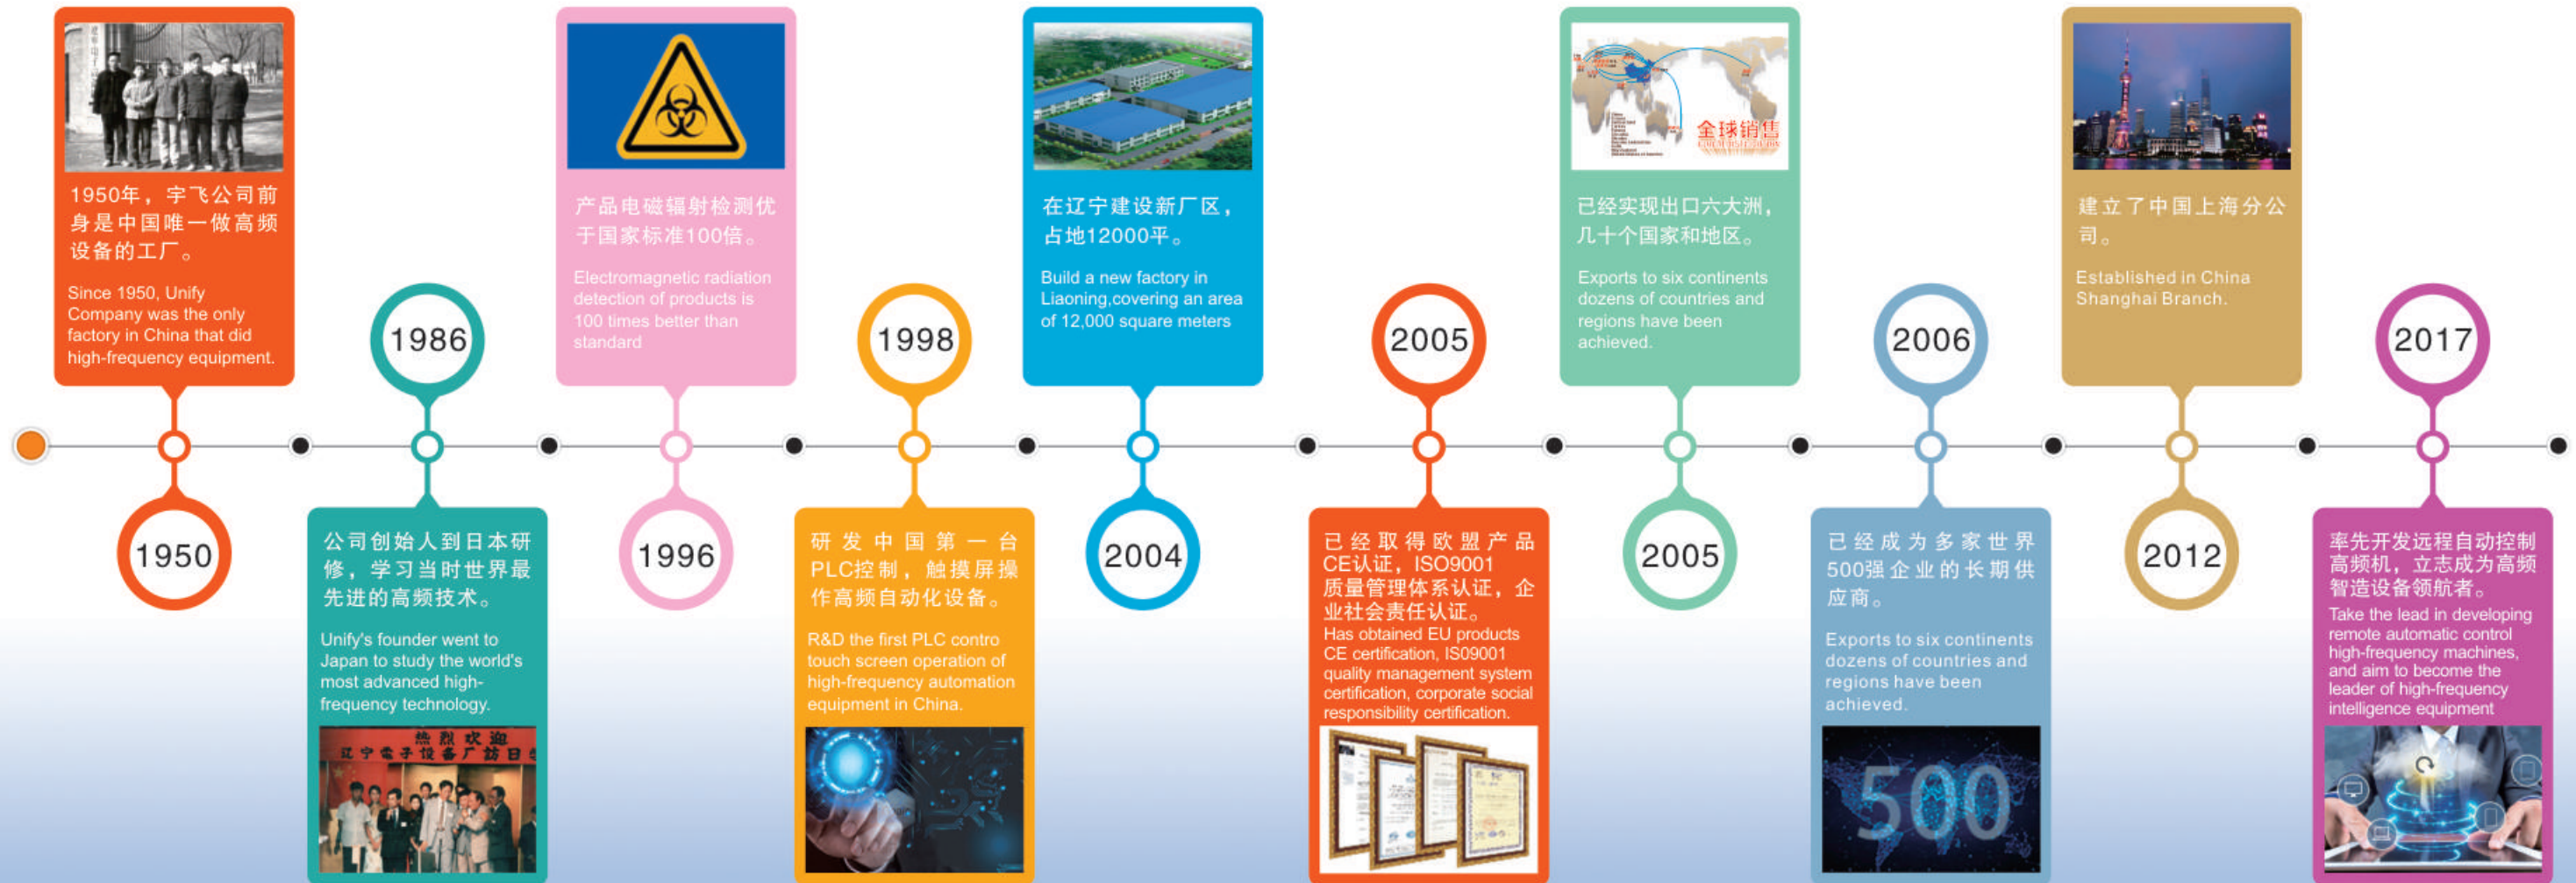 1950年，宇飞公司前
身是中国唯一做高频
设备的工厂。
Since 1950, Unify
Company was the only
factory in China that did
high-frequency equipment.
1950
1986
公司创始人到日本研
修，学习当时世界最
先进的高频技术。
Unify's founder went to
Japan to study the world's
most advanced high-
frequency technology.
热烈欢迎
辽宁電子设备厂訪日
产品电磁辐射检测优
于国家标准100倍。
Electromagnetic radiation
detection of products is
100 times better than
standard
1996
1998
研发中国第一台
PLC控制，触摸屏操
作高频自动化设备。
R&D the first PLC contro
touch screen operation of
high-frequency automation
equipment in China.
在辽宁建设新厂区，
占地12000平。
Build a new factory in
Liaoning,covering an area
of 12,000 square meters
2004
2005
已经取得欧盟产品
CE认证，ISO9001
质量管理体系认证，企
业社会责任认证。
Has obtained EU products
CE certification, IS09001
quality management system
certification, corporate social
responsibility certification.
全球销售
已经实现出口六大洲，
几十个国家和地区。
Exports to six continents
dozens of countries and
regions have been
achieved.
2005
2006
已经成为多家世界
500强企业的长期供
应商。
Exports to six continents
dozens of countries and
regions have been
achieved.
500
建立了中国上海分公
司。
Established in China
Shanghai Branch.
2012
2017
率先开发远程自动控制
高频机，立志成为高频
智造设备领航者。
Take the lead in developing
remote automatic control
high-frequency machines,
and aim to become the
leader of high-frequency
intelligence equipment